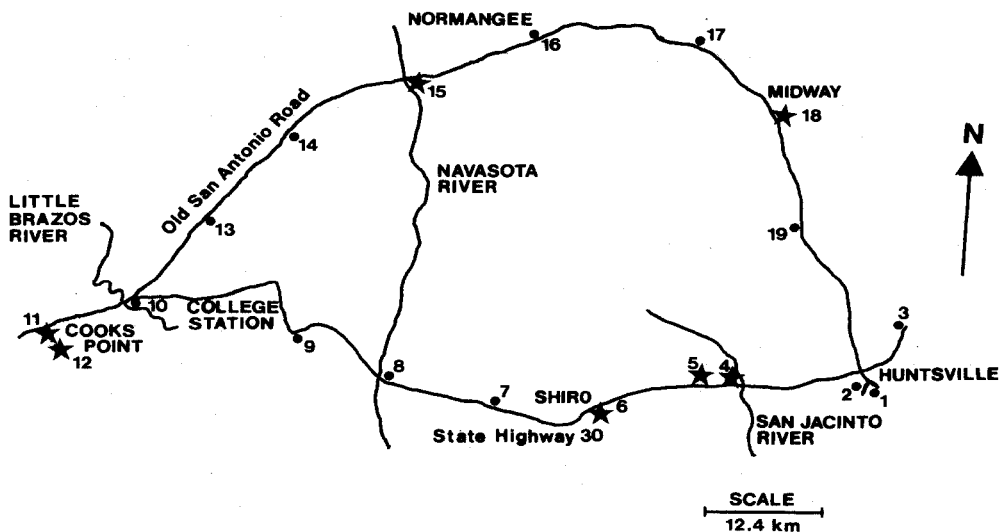 NORMANGEE
16
17
15
MIDWAY
18
Old San Antonio Road
14
N
NAVASOTA
RIVER
LITTLE
BRAZOS
RIVER
13
19
10
COLLEGE
STATION
11
COOKS
POINT
12
9
3
8
5
4
HUNTSVILLE
2
1
7
SHIRO
6
State Highway 30
SAN JACINTO
RIVER
SCALE
12.4 km